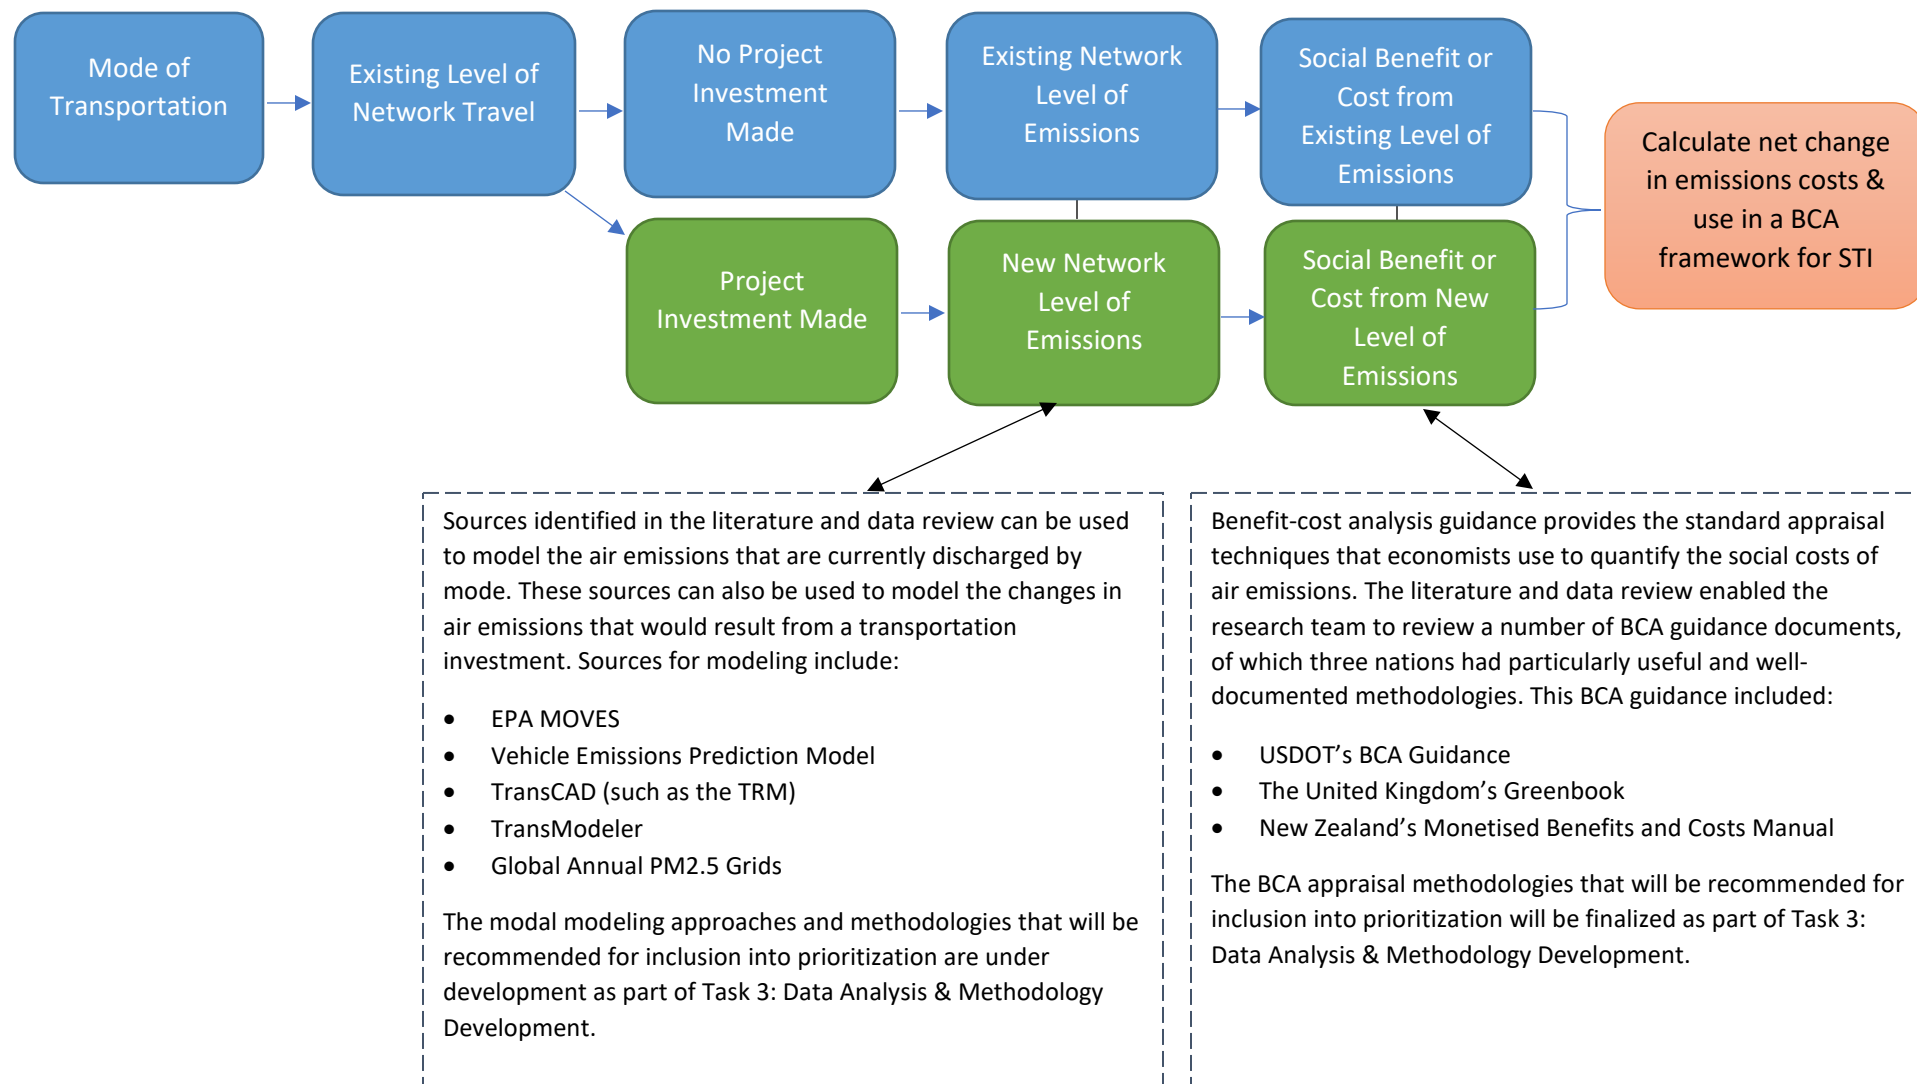 Mode of
Transportation
Existing Level of
Network Travel
No Project
Investment
Made
Existing Network
Level of
Emissions
Social Benefit or
Cost from
Existing Level of
Emissions
Calculate net change
in emissions costs &
use in a BCA
framework for STI
Project
Investment Made
New Network
Level of
Emissions
Social Benefit or
Cost from New
Level of
Emissions
Sources identified in the literature and data review can be used
to model the air emissions that are currently discharged by
mode. These sources can also be used to model the changes in
air emissions that would result from a transportation
investment. Sources for modeling include:
• EPA MOVES
• Vehicle Emissions Prediction Model
• TransCAD (such as the TRM)
• TransModeler
• Global Annual PM2.5 Grids
The modal modeling approaches and methodologies that will be
recommended for inclusion into prioritization are under
development as part of Task 3: Data Analysis & Methodology
Development.
Benefit-cost analysis guidance provides the standard appraisal
techniques that economists use to quantify the social costs of
air emissions. The literature and data review enabled the
research team to review a number of BCA guidance documents,
of which three nations had particularly useful and well-
documented methodologies. This BCA guidance included:
• USDOT’s BCA Guidance
• The United Kingdom’s Greenbook
• New Zealand’s Monetised Benefits and Costs Manual
The BCA appraisal methodologies that will be recommended for
inclusion into prioritization will be finalized as part of Task 3:
Data Analysis & Methodology Development.